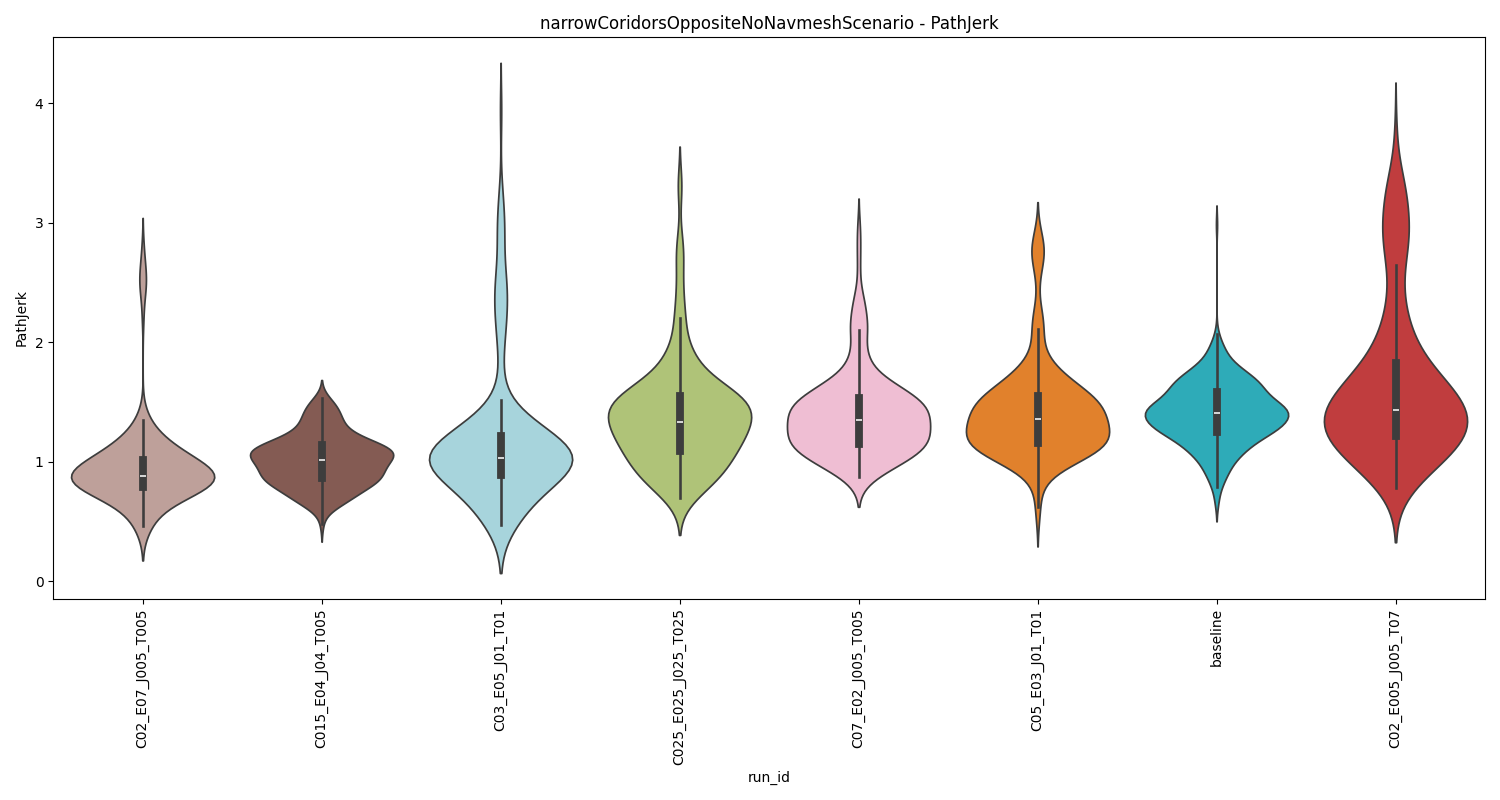 narrowCoridorsOppositeNoNavmeshScenario - PathJerk
PathJerk
4
3
2
1
0
C02_E07_J005_T005
C015_E04_J04_T005
C03_E05_J01_T01
C025_E025_J025_T025
C07_E02_J005_T005
C05_E03_J01_T01
baseline
C02_E005_J005_T07
run_id